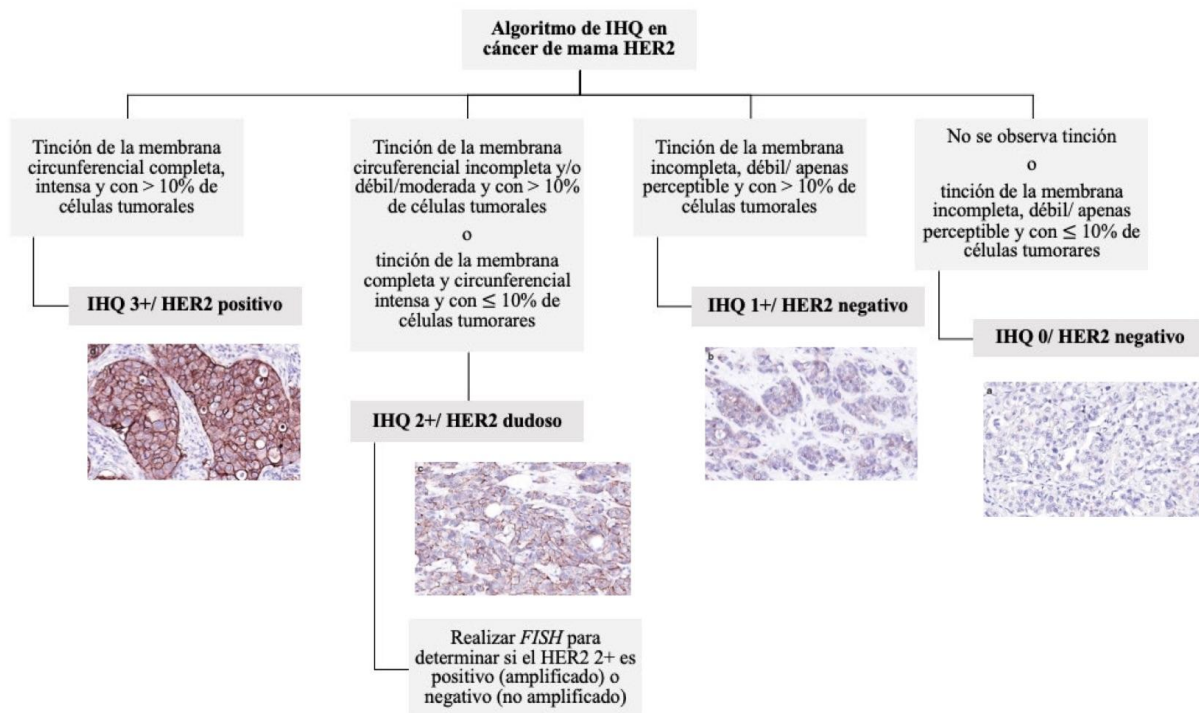 Algoritmo de IHQ en
cáncer de mama HER2
Tinción de la membrana
circunferencial completa,
intensa y con > 10% de
células tumorales
IHQ 3+/ HER2 positivo
d
Tinción de la membrana
circuferencial incompleta y/o
débil/moderada y con > 10%
de células tumorales
o
tinción de la membrana
completa y circunferencial
intensa y con ≤ 10% de
células tumorares
IHQ 2+/ HER2 dudoso
c
Realizar FISH para
determinar si el HER2 2+ es
positivo (amplificado) o
negativo (no amplificado)
Tinción de la membrana
incompleta, débil/ apenas
perceptible y con > 10% de
células tumorales
IHQ 1+/ HER2 negativo
b
No se observa tinción
o
tinción de la membrana
incompleta, débil/ apenas
perceptible y con ≤ 10% de
células tumorares
IHQ 0/ HER2 negativo
a